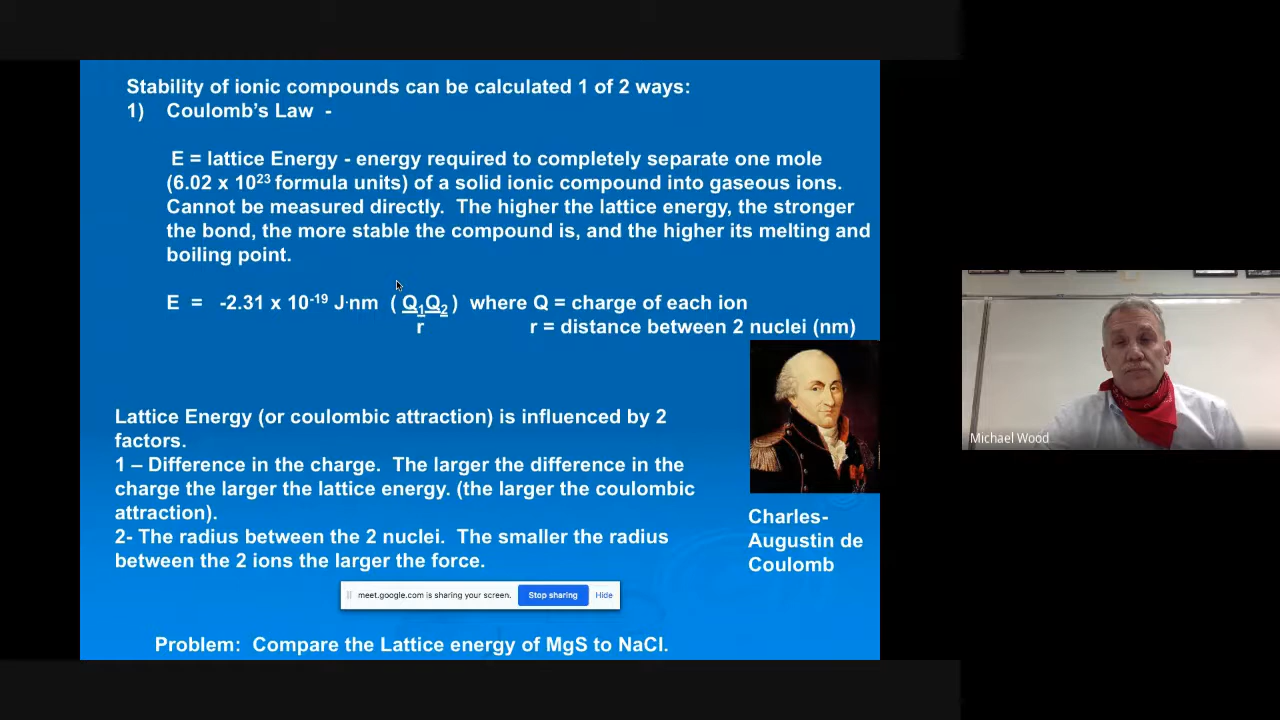 Stability of ionic compounds can be calculated 1 of 2 ways:
1) Coulomb’s Law -
E = lattice Energy - energy required to completely separate one mole
(6.02 x 10²³ formula units) of a solid ionic compound into gaseous ions.
Cannot be measured directly. The higher the lattice energy, the stronger
the bond, the more stable the compound is, and the higher its melting and
boiling point.
E = -2.31 x 10⁻¹⁹ J·nm ( Q₁Q₂ ) where Q = charge of each ion
r r = distance between 2 nuclei (nm)
Lattice Energy (or coulombic attraction) is influenced by 2
factors.
1 – Difference in the charge. The larger the difference in the
charge the larger the lattice energy. (the larger the coulombic
attraction).
2- The radius between the 2 nuclei. The smaller the radius
between the 2 ions the larger the force.
Charles-
Augustin de
Coulomb
meet.google.com is sharing your screen. Stop sharing Hide
Problem: Compare the Lattice energy of MgS to NaCl.
Michael Wood